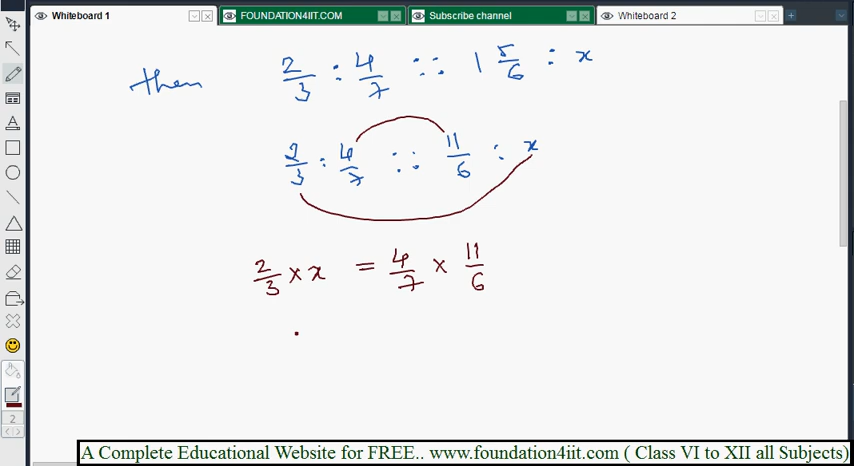 Whiteboard 1 FOUNDATION4IIT.COM Subscribe channel Whiteboard 2
then 2/3 : 4/7 :: 1 5/6 : x
2/3 : 4/7 :: 11/6 : x
2/3 × x = 4/7 × 11/6
2
A Complete Educational Website for FREE.. www.foundation4iit.com ( Class VI to XII all Subjects)